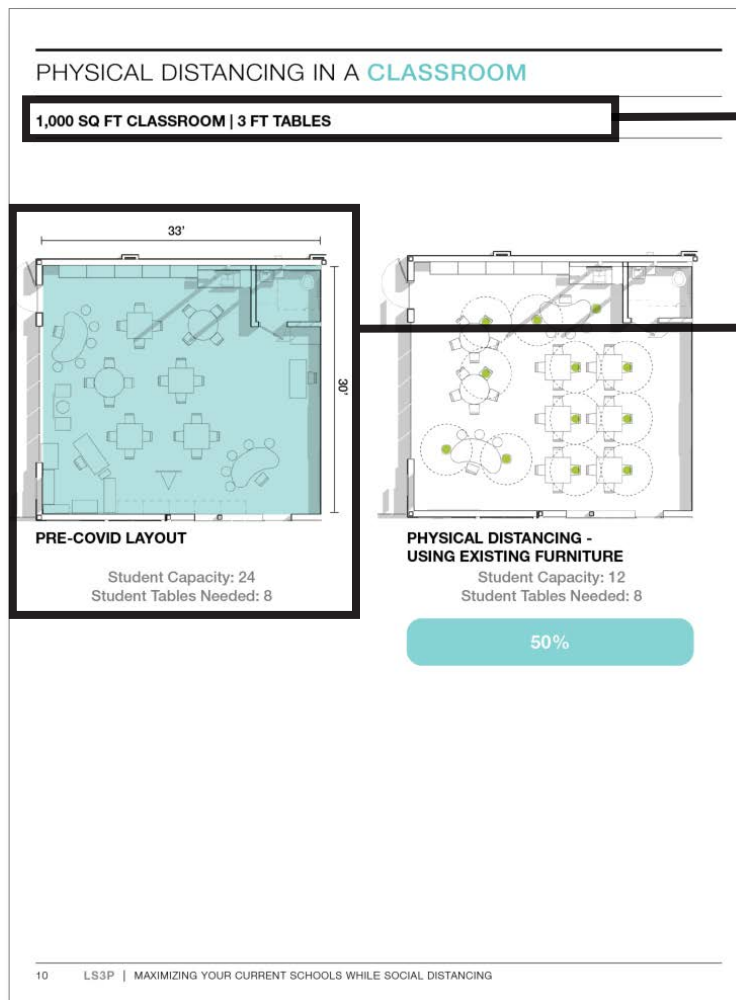 PHYSICAL DISTANCING IN A CLASSROOM
1,000 SQ FT CLASSROOM | 3 FT TABLES
33'
30'
PRE-COVID LAYOUT
Student Capacity: 24
Student Tables Needed: 8
PHYSICAL DISTANCING -
USING EXISTING FURNITURE
Student Capacity: 12
Student Tables Needed: 8
50%
10 LS3P | MAXIMIZING YOUR CURRENT SCHOOLS WHILE SOCIAL DISTANCING